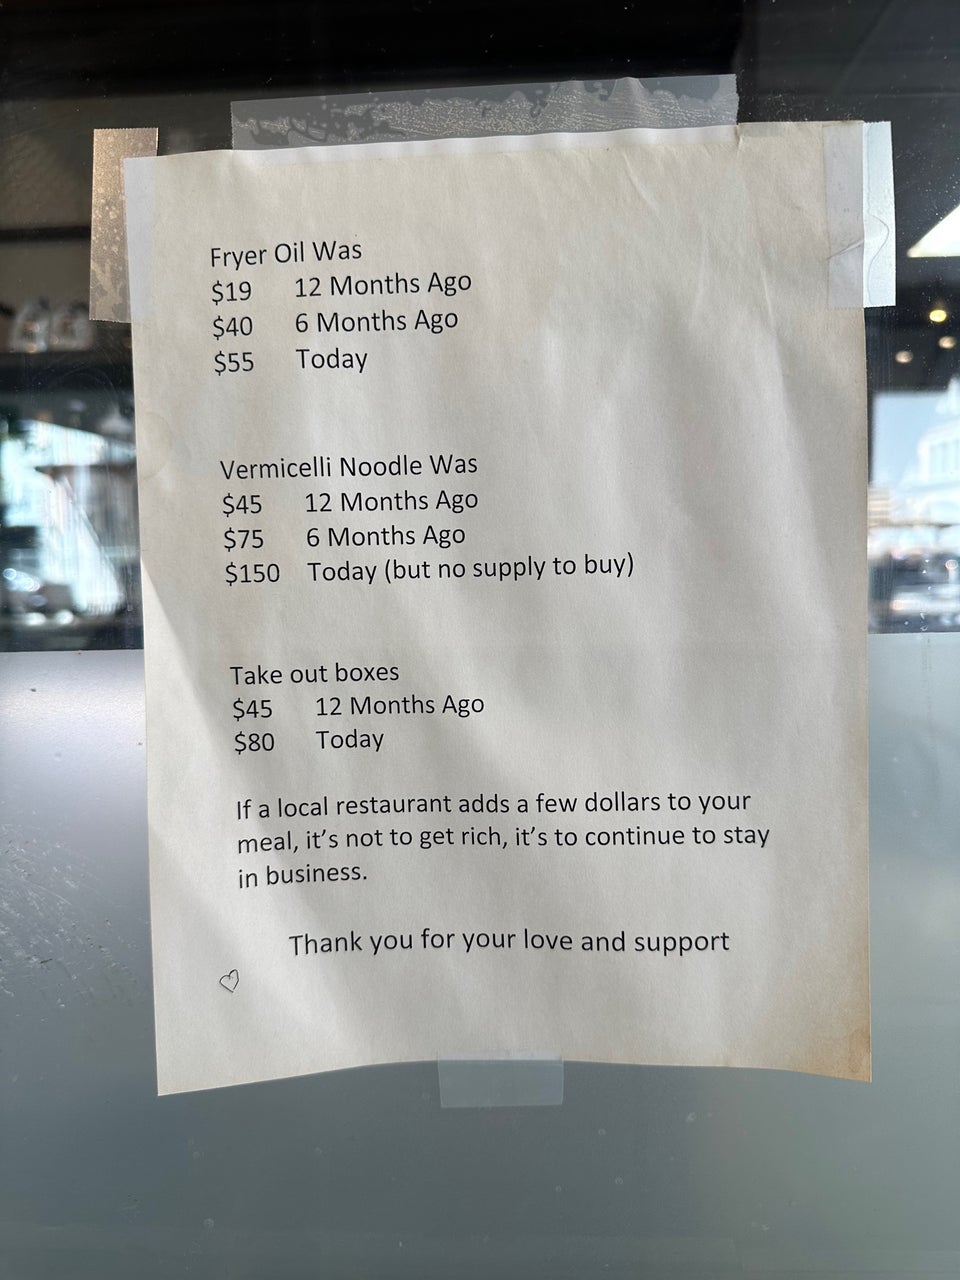 Fryer Oil Was
$19 12 Months Ago
$40 6 Months Ago
$55 Today
Vermicelli Noodle Was
$45 12 Months Ago
$75 6 Months Ago
$150 Today (but no supply to buy)
Take out boxes
$45 12 Months Ago
$80 Today
If a local restaurant adds a few dollars to your
meal, it’s not to get rich, it’s to continue to stay
in business.
Thank you for your love and support